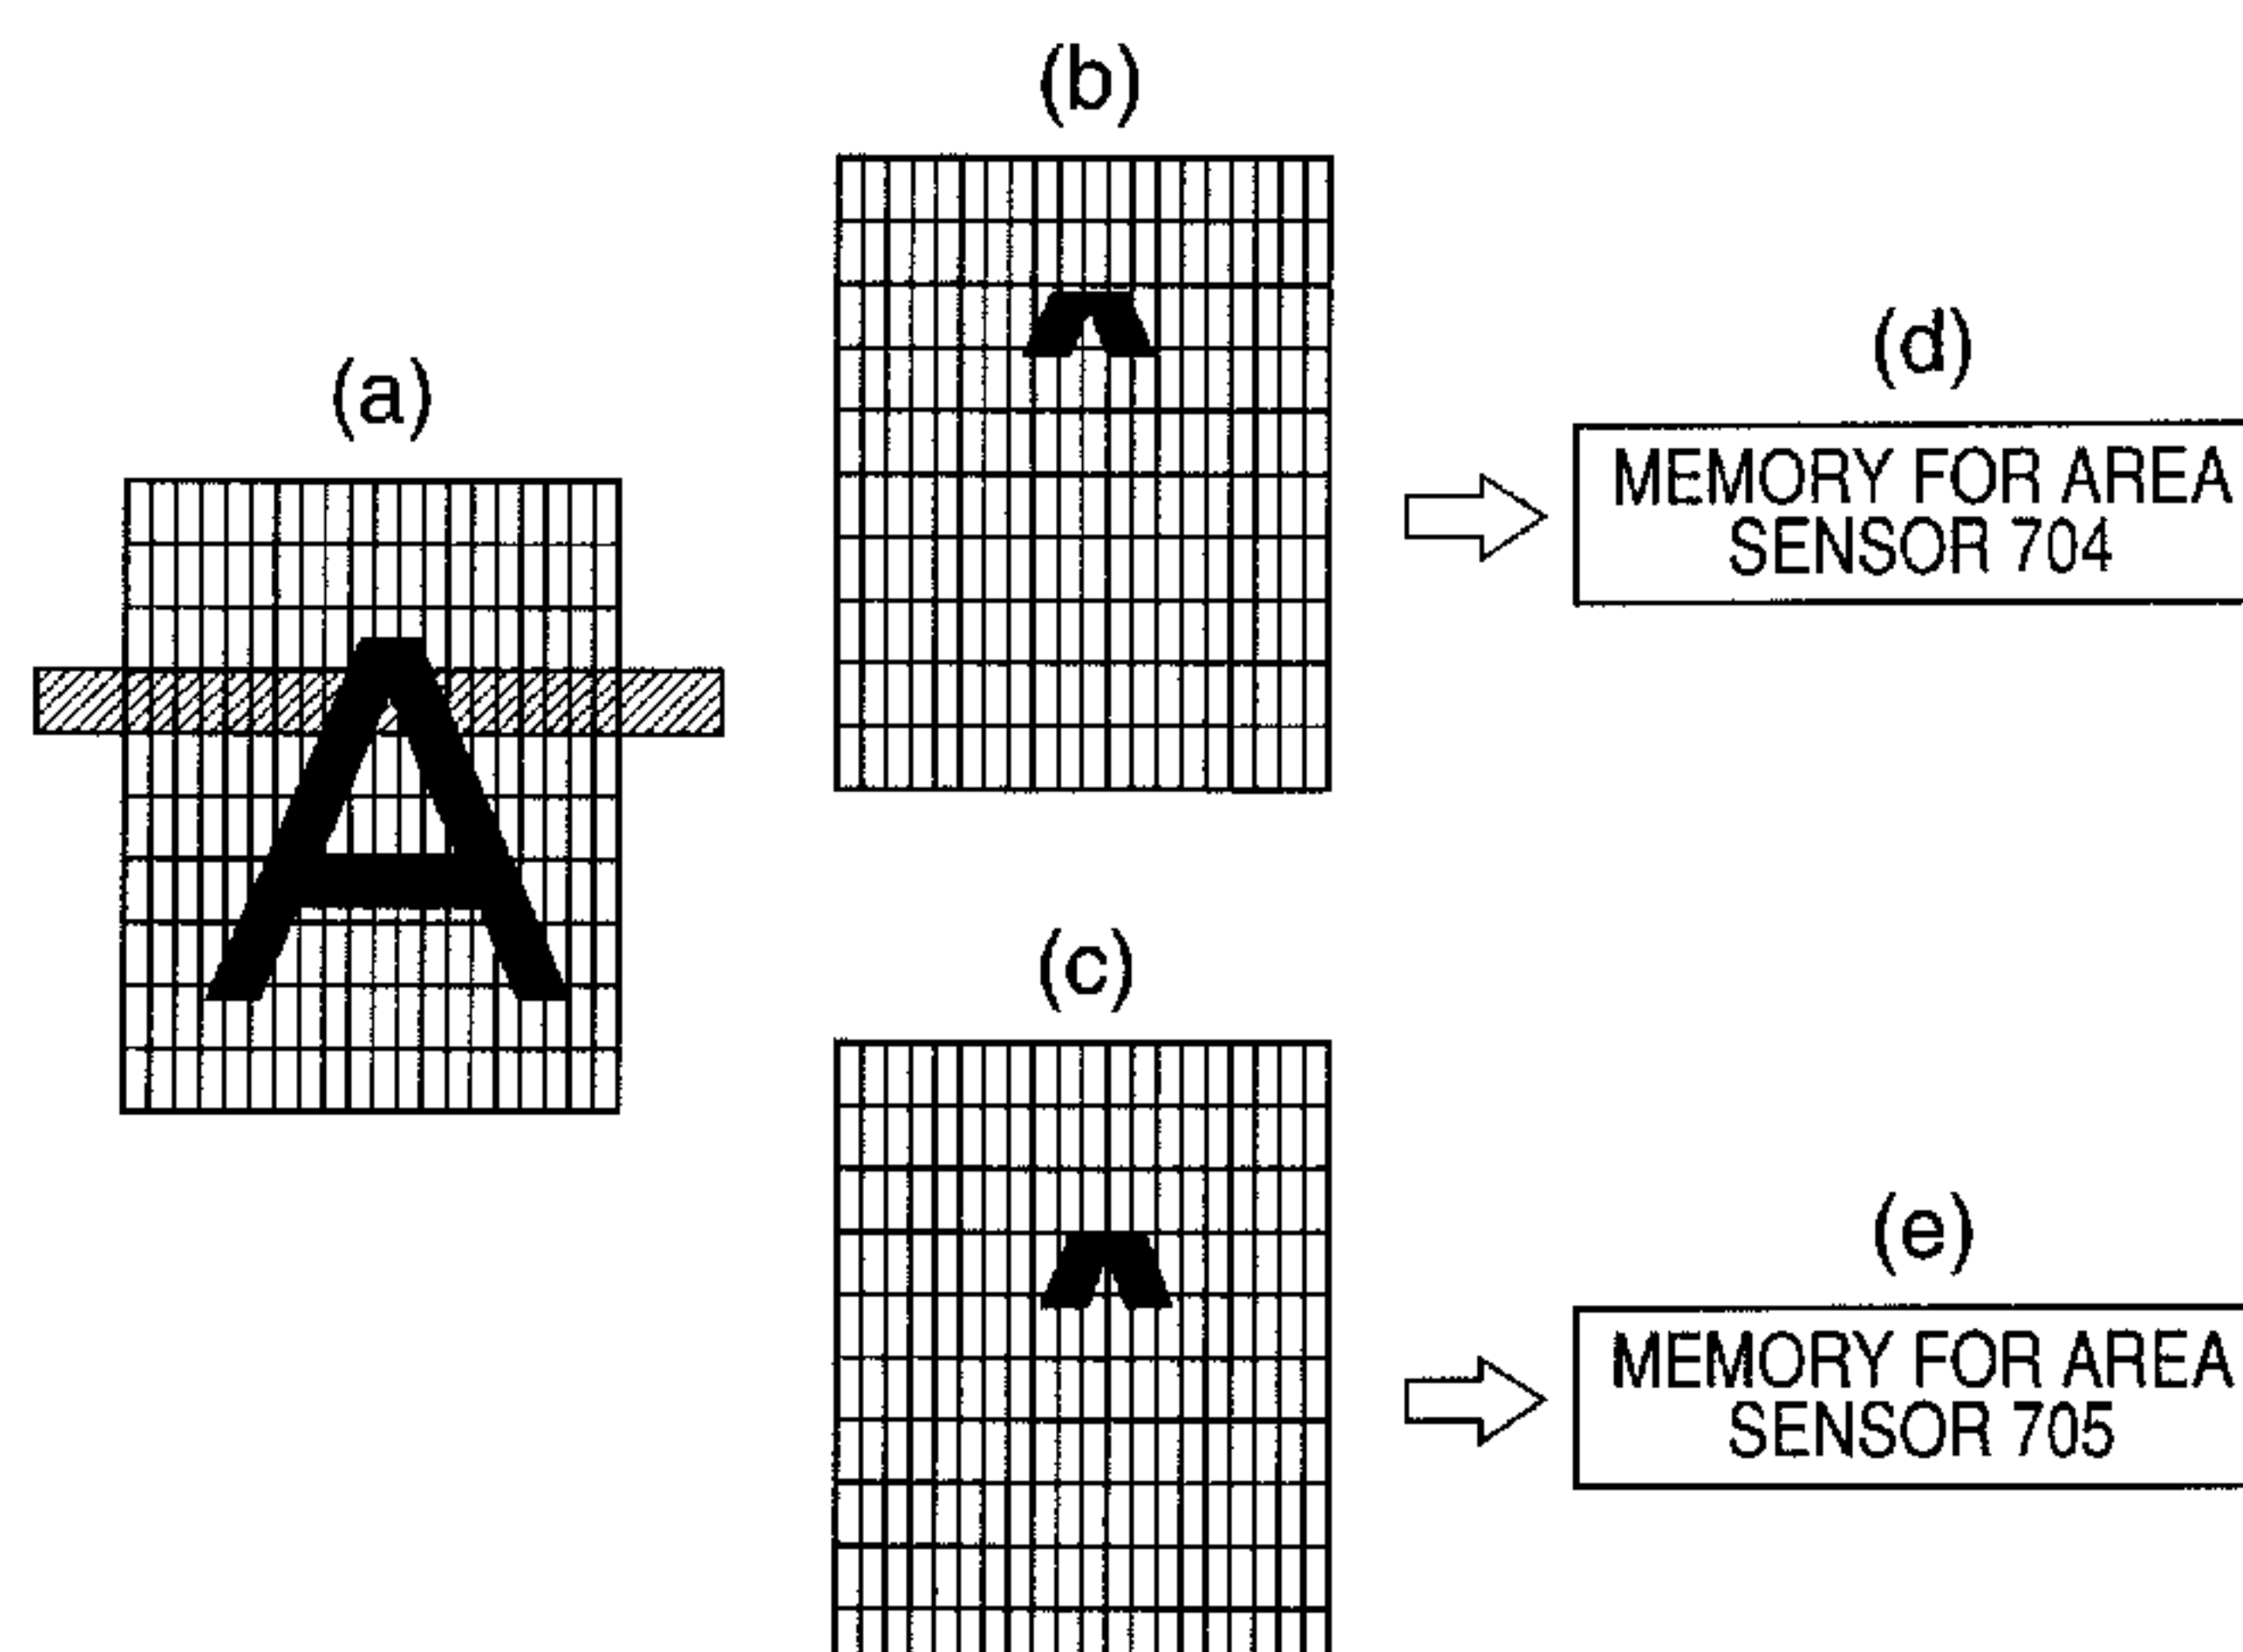 (b)
(a)
(d)
MEMORY FOR AREA
SENSOR 704
A
(c)
(e)
MEMORY FOR AREA
SENSOR 705